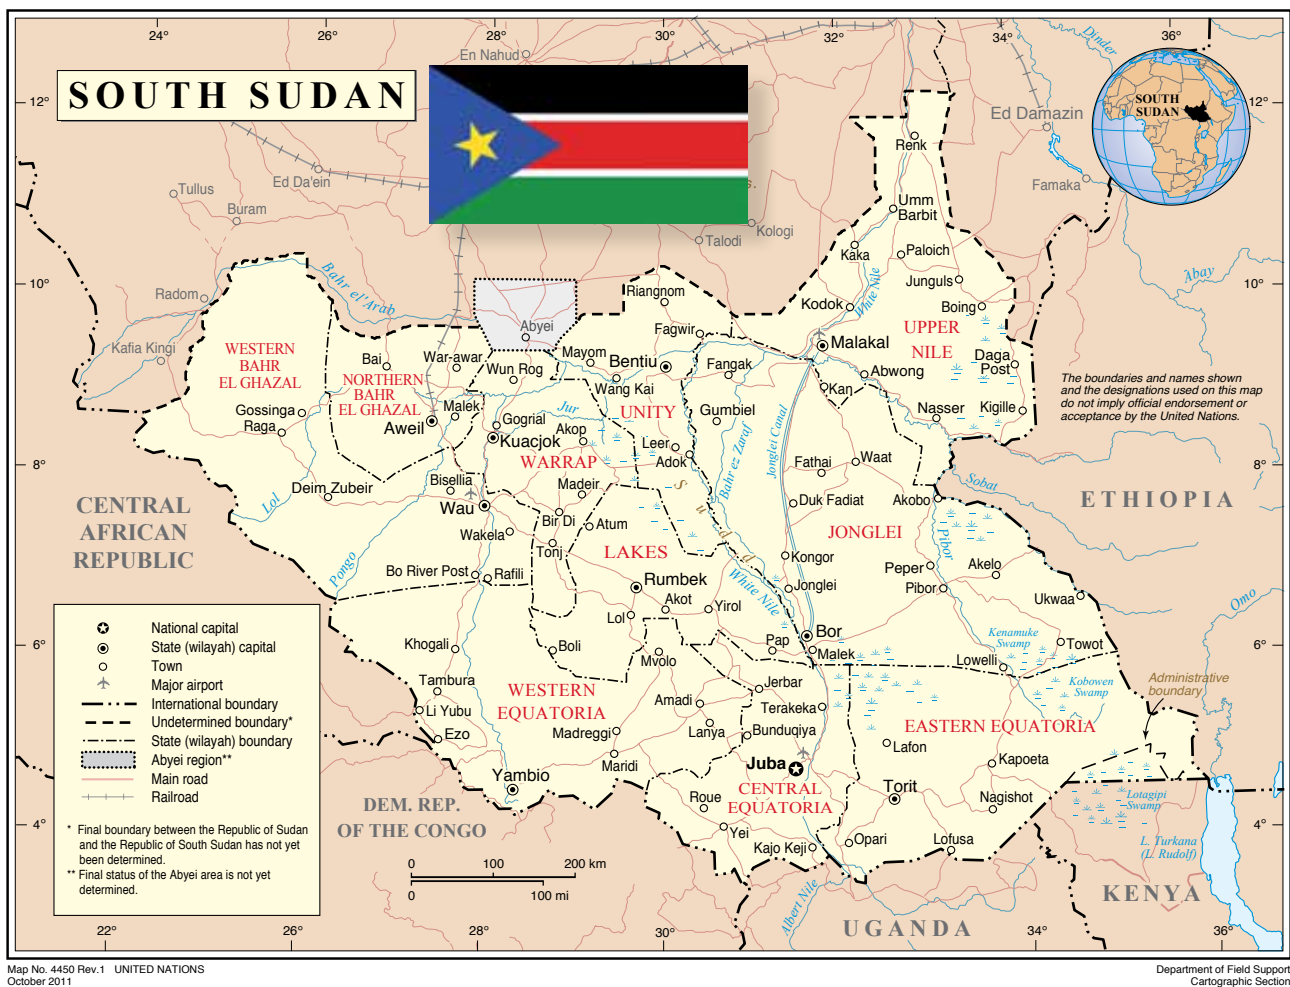 24°
26°
30°
32°
34°
36°
En Nahud
Dinder
SOUTH SUDAN
SOUTH
SUDAN
12°
12°
Ed Damazin
Renk
Ed Da'ein
Tullus
Buram
Famaka
Umm
Barbit
Kologi
Talodi
Kaka
Paloich
Bahr el'Arab
Abay
10°
10°
Junguls
White Nile
Radom
Riangnom
Kodok
Boing
Abyei
Fagwir
UPPER
NILE
Kafia Kingi
WESTERN
BAHR
EL GHAZAL
Bai
War-awar
Mayom
Bentiu
Malakal
Daga
Post
Wun Rog
Fangak
Abwong
NORTHERN
BAHR
EL GHAZAL
Wang Kai
Kan
The boundaries and names shown
and the designations used on this map
do not imply official endorsement or
acceptance by the United Nations.
Gossinga
Raga
Malek
Gogrial
Jur
UNITY
Gumbiel
Nasser
Kigille
Aweil
Kuacjok
Akop
Leer
Adok
Bahr ez Zaraf
Jonglei Canal
8°
8°
WARRAP
Fathai
Waat
Bisellia
Madeir
Deim Zubeir
Sudd
Sobat
CENTRAL
AFRICAN
REPUBLIC
Lol
Wau
Duk Fadiat
Akobo
ETHIOPIA
Bir Di
Atum
Wakela
Tonj
LAKES
JONGLEI
Pibor
Kongor
Pongo
Bo River Post
Rafili
Rumbek
White Nile
Jonglei
Peper
Akelo
Pibor
Akot
Yirol
Ukwaa
Omo
Lol
National capital
State (wilayah) capital
Town
Major airport
International boundary
Undetermined boundary*
State (wilayah) boundary
Abyei region**
Main road
Railroad
* Final boundary between the Republic of Sudan
and the Republic of South Sudan has not yet
been determined.
** Final status of the Abyei area is not yet
determined.
6°
6°
Khogali
Boli
Mvolo
Pap
Bor
Malek
Kenamuke
Swamp
Towot
Lowelli
Tambura
Li Yubu
Ezo
WESTERN
EQUATORIA
Jerbar
Kobowen
Swamp
Administrative
boundary
Amadi
Terakeka
EASTERN EQUATORIA
Madreggi
Lanya
Bunduqiya
Lafon
Maridi
Juba
Kapoeta
Yambio
CENTRAL
EQUATORIA
Torit
Nagishot
Lotagipi
Swamp
DEM. REP.
OF THE CONGO
Roue
Yei
Opari
Lofusa
4°
4°
Kajo Keji
L. Turkana
(L. Rudolf)
0 100 200 km
0 100 mi
Albert Nile
KENYA
UGANDA
22°
26°
28°
30°
34°
36°
Map No. 4450 Rev.1 UNITED NATIONS
October 2011
Department of Field Support
Cartographic Section